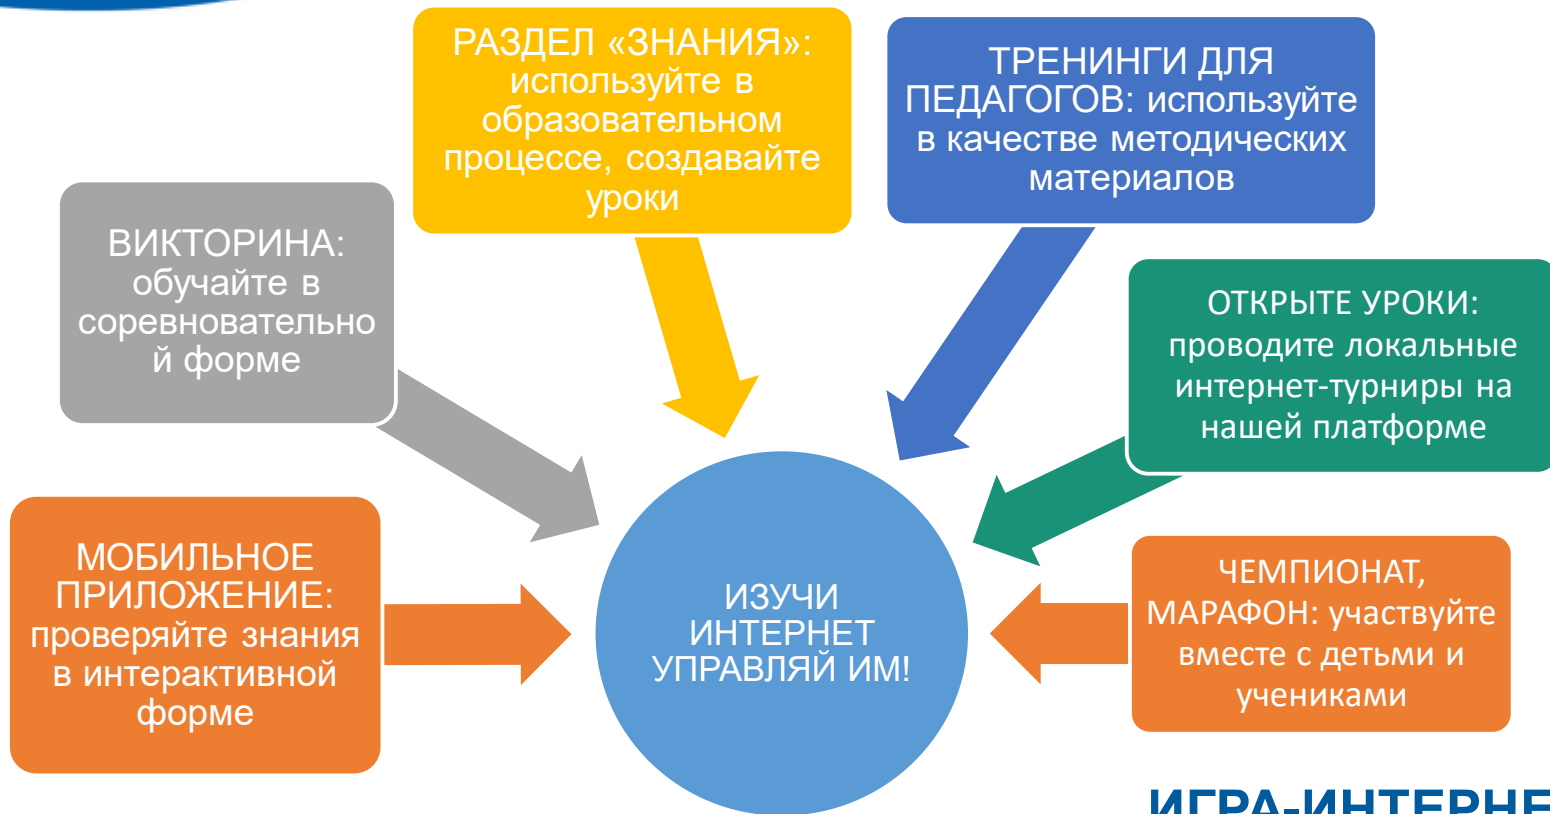 РАЗДЕЛ «ЗНАНИЯ»:
используйте в
образовательном
процессе, создавайте
уроки
ТРЕНИНГИ ДЛЯ
ПЕДАГОГОВ: используйте
в качестве методических
материалов
ВИКТОРИНА:
обучайте в
соревновательно
й форме
ОТКРЫТЕ УРОКИ:
проводите локальные
интернет-турниры на
нашей платформе
МОБИЛЬНОЕ
ПРИЛОЖЕНИЕ:
проверяйте знания
в интерактивной
форме
ИЗУЧИ
ИНТЕРНЕТ
УПРАВЛЯЙ ИМ!
ЧЕМПИОНАТ,
МАРАФОН: участвуйте
вместе с детьми и
учениками
ИГРА-ИНТЕРНЕ